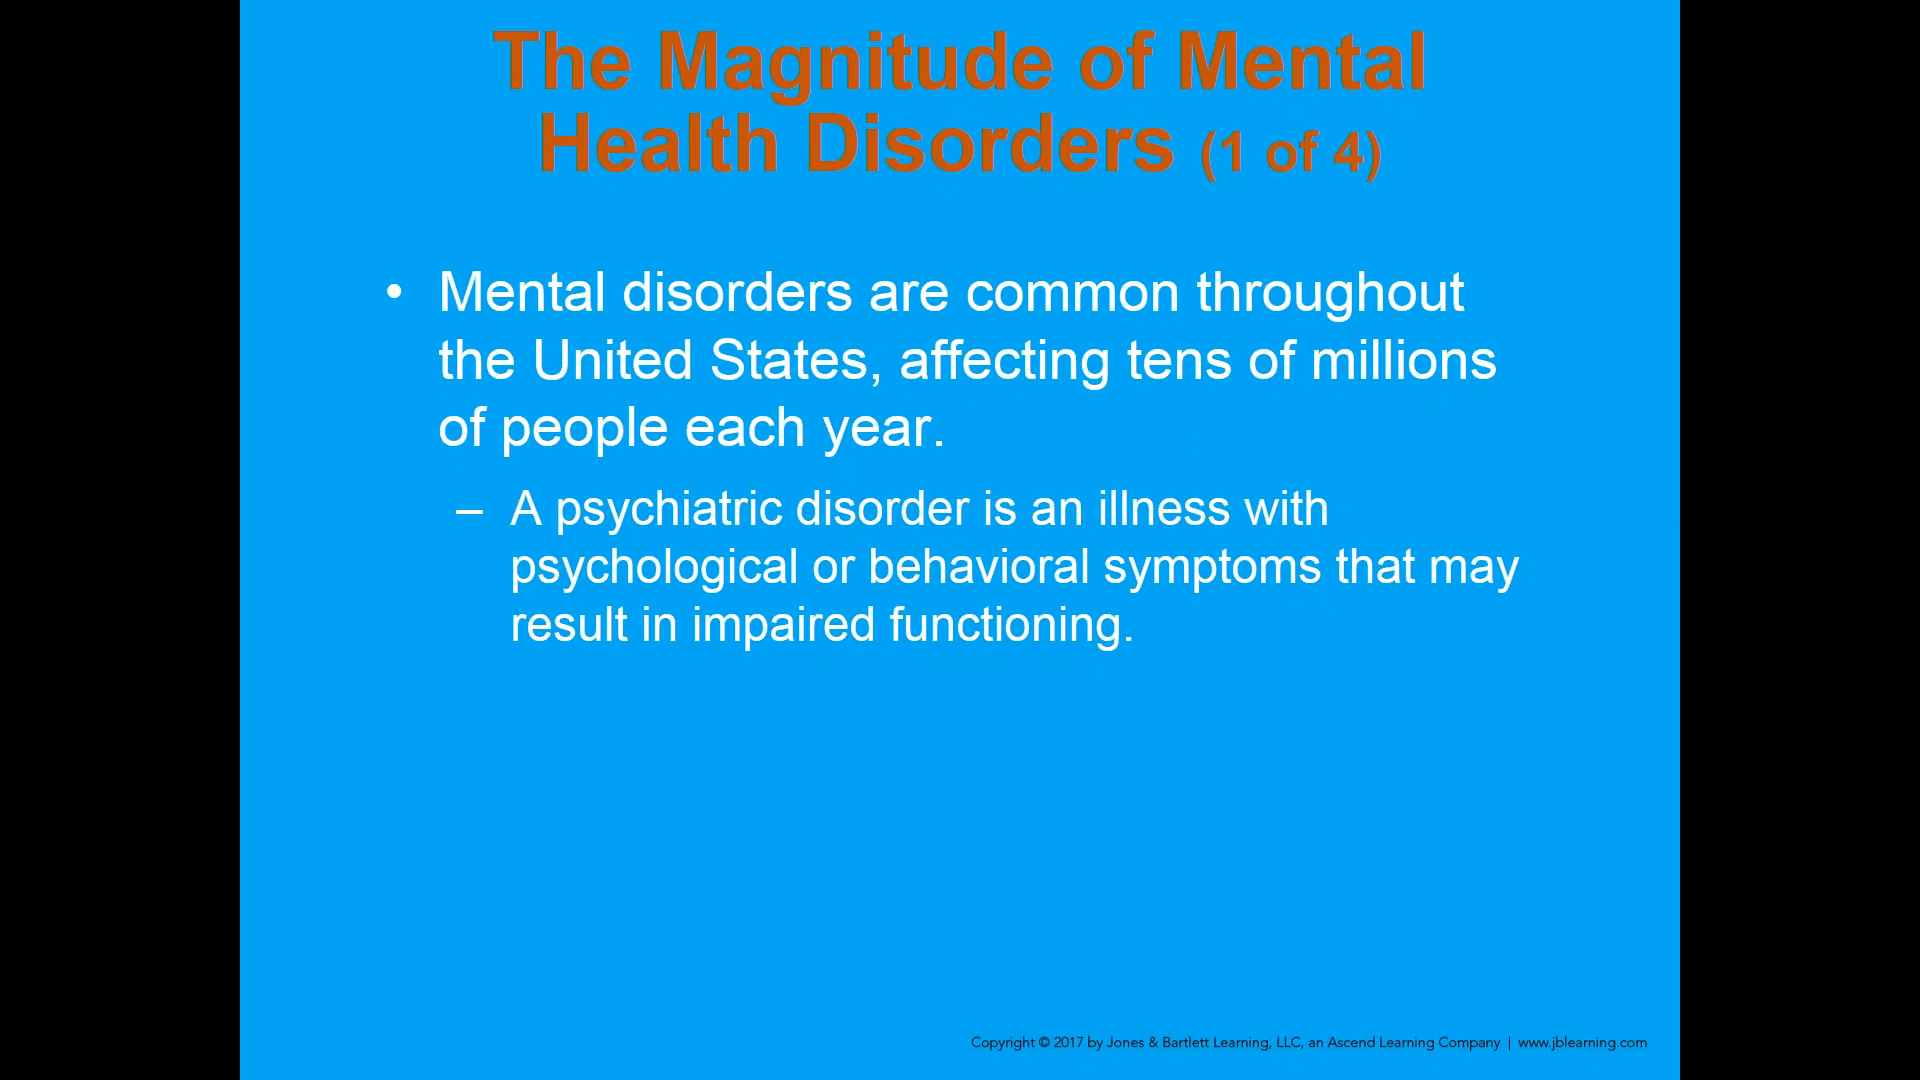 The Magnitude of Mental
Health Disorders (1 of 4)
• Mental disorders are common throughout
the United States, affecting tens of millions
of people each year.
– A psychiatric disorder is an illness with
psychological or behavioral symptoms that may
result in impaired functioning.
Copyright © 2017 by Jones & Bartlett Learning, LLC, an Ascend Learning Company | www.jblearning.com